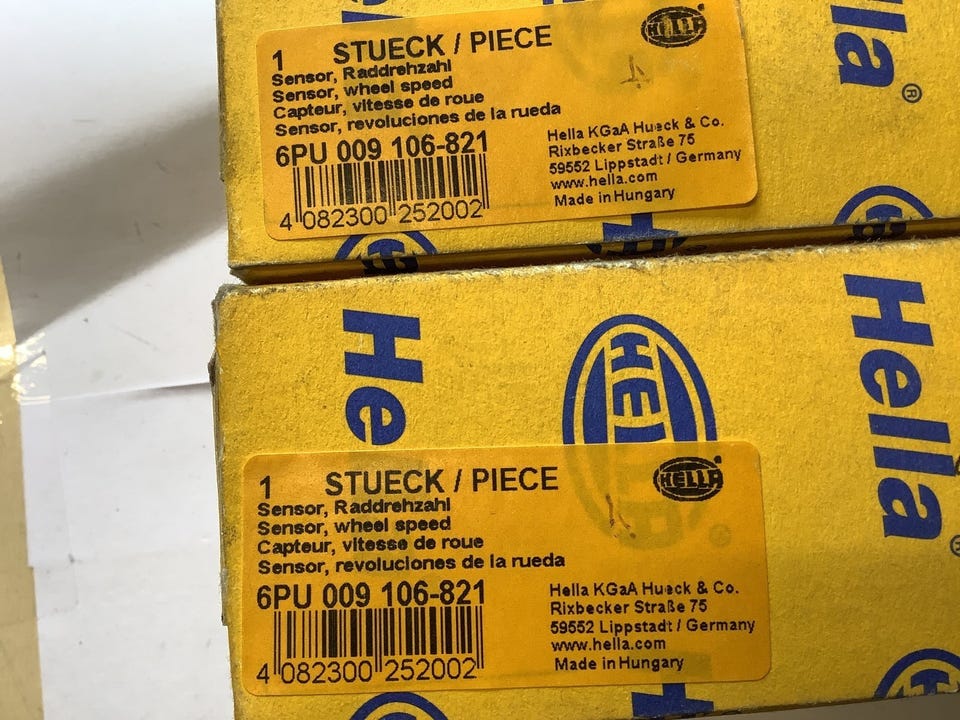 1 STUECK / PIECE
HELLA
Sensor, Raddrehzahl
Sensor, wheel speed
Capteur, vitesse de roue
Sensor, revoluciones de la rueda
6PU 009 106-821
4 082300 252002
Hella KGaA Hueck & Co.
Rixbecker Straße 75
59552 Lippstadt / Germany
www.hella.com
Made in Hungary
ella®
He
HELL
Hella®
1 STUECK / PIECE
HELLA
Sensor, Raddrehzahl
Sensor, wheel speed
Capteur, vitesse de roue
Sensor, revoluciones de la rueda
6PU 009 106-821
4 082300 252002
Hella KGaA Hueck & Co.
Rixbecker Straße 75
59552 Lippstadt / Germany
www.hella.com
Made in Hungary